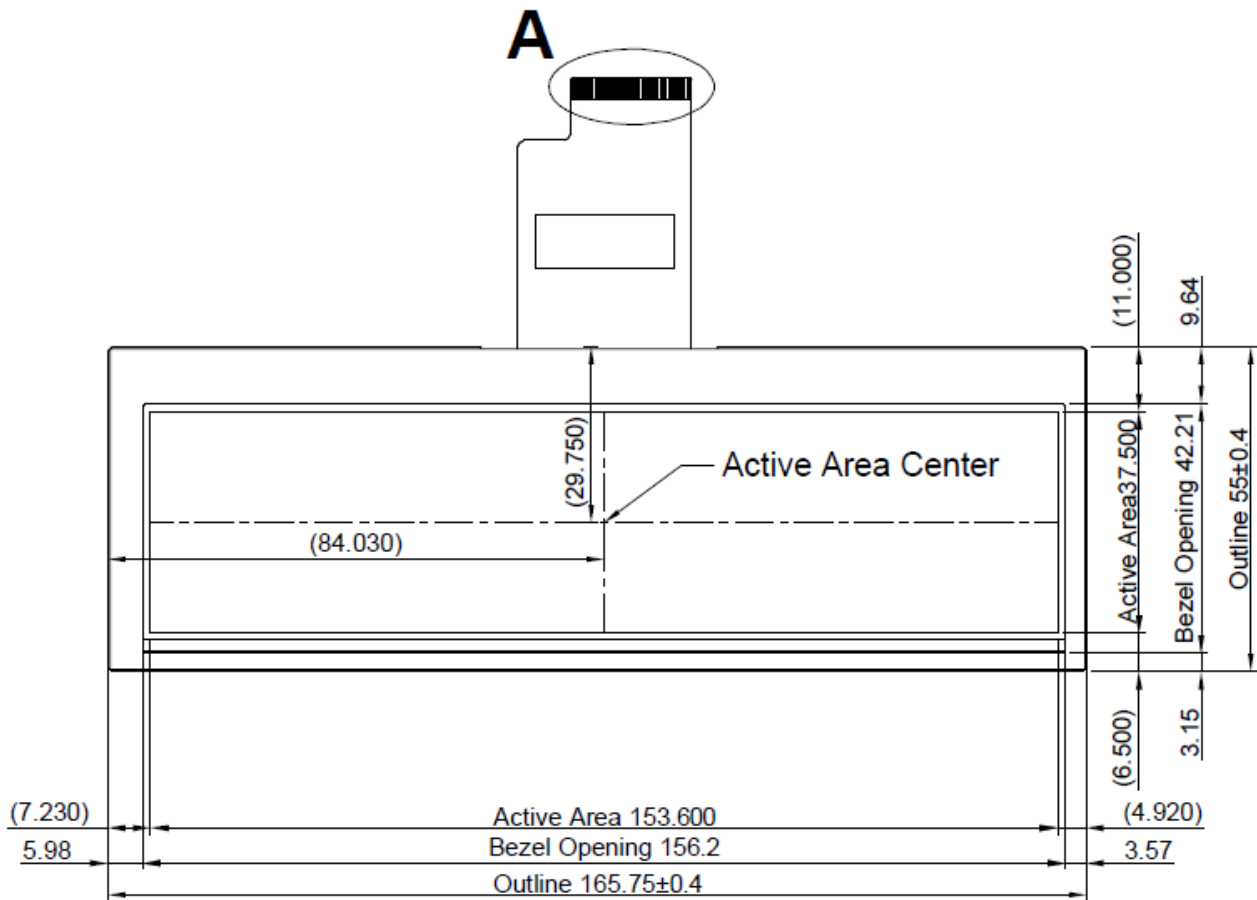 A
(11.000)
9.64
(29.750)
Active Area Center
(84.030)
Active Area37.500
Bezel Opening 42.21
Outline 55±0.4
(6.500)
3.15
(7.230)
Active Area 153.600
(4.920)
5.98
Bezel Opening 156.2
3.57
Outline 165.75±0.4